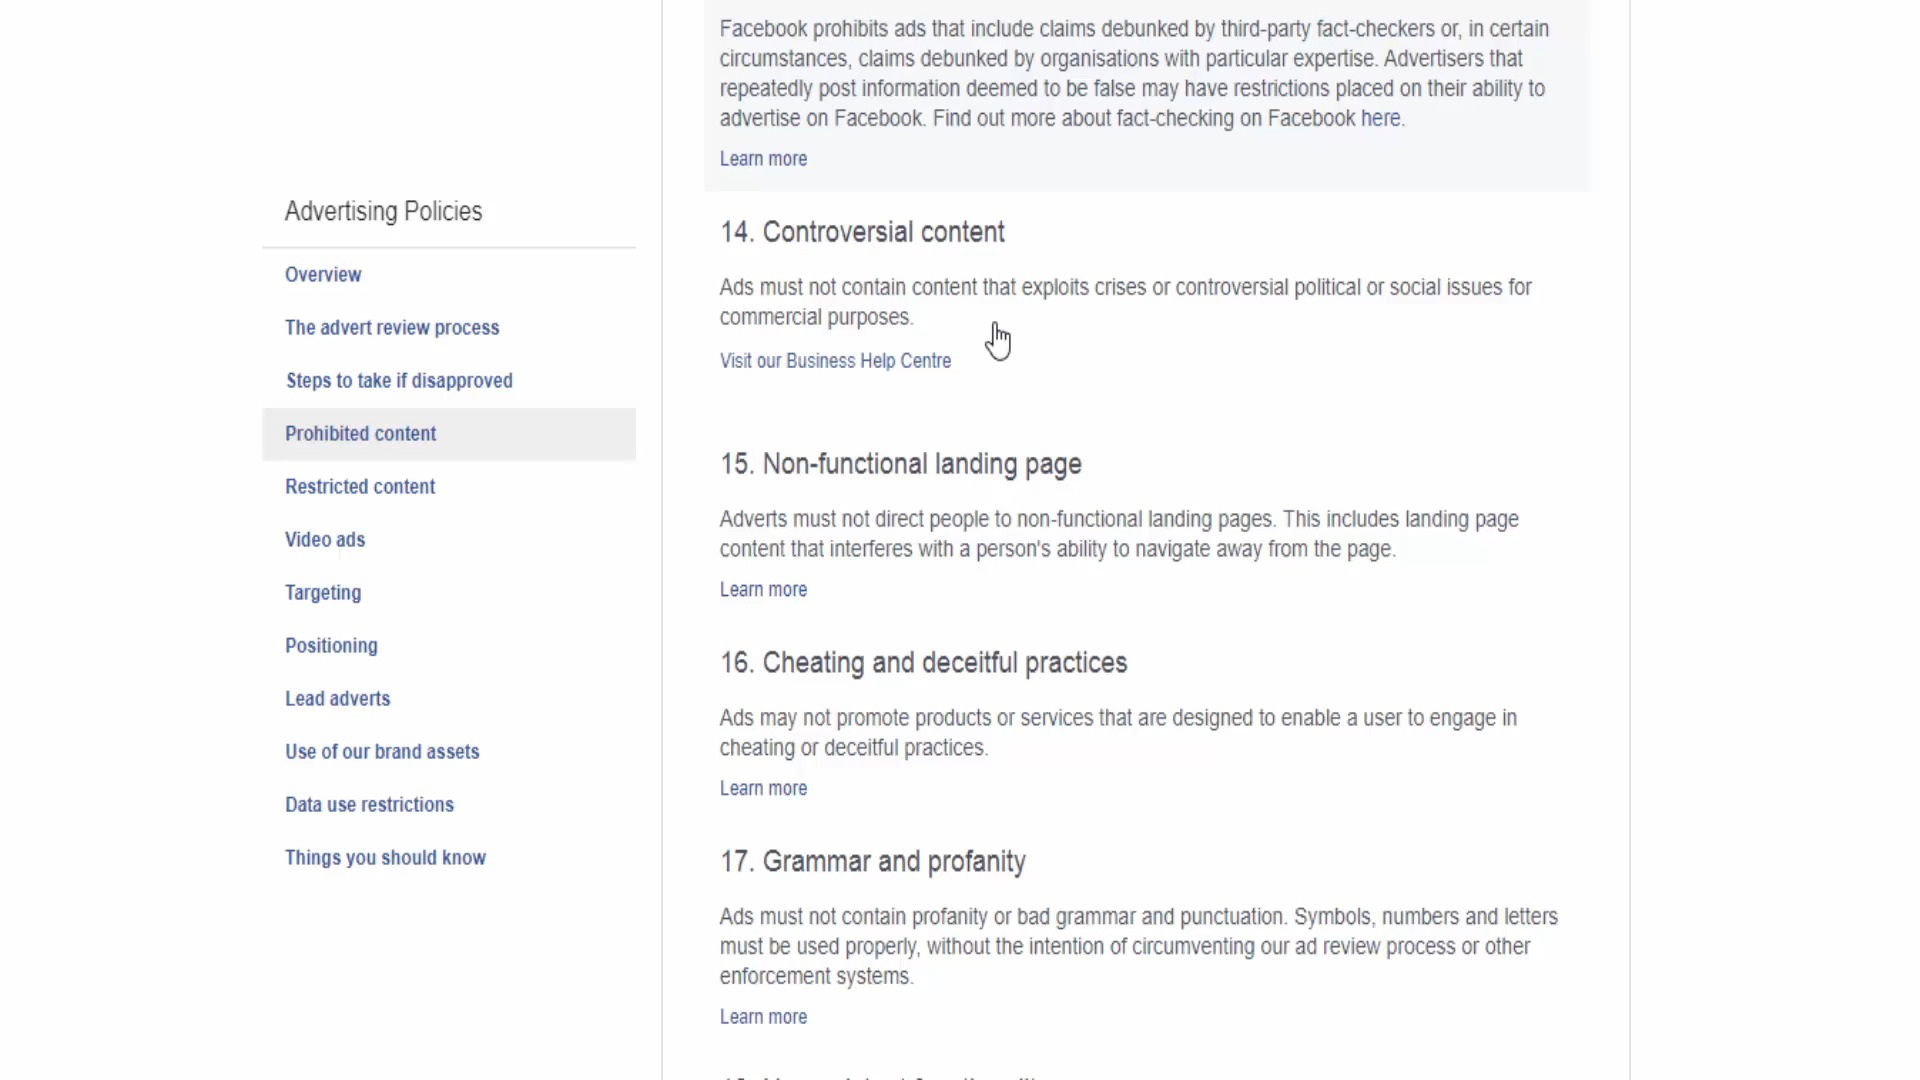 Facebook prohibits ads that include claims debunked by third-party fact-checkers or, in certain
circumstances, claims debunked by organisations with particular expertise. Advertisers that
repeatedly post information deemed to be false may have restrictions placed on their ability to
advertise on Facebook. Find out more about fact-checking on Facebook here.
Learn more
Advertising Policies
Overview
The advert review process
Steps to take if disapproved
Prohibited content
Restricted content
Video ads
Targeting
Positioning
Lead adverts
Use of our brand assets
Data use restrictions
Things you should know
14. Controversial content
Ads must not contain content that exploits crises or controversial political or social issues for
commercial purposes.
Visit our Business Help Centre
15. Non-functional landing page
Adverts must not direct people to non-functional landing pages. This includes landing page
content that interferes with a person's ability to navigate away from the page.
Learn more
16. Cheating and deceitful practices
Ads may not promote products or services that are designed to enable a user to engage in
cheating or deceitful practices.
Learn more
17. Grammar and profanity
Ads must not contain profanity or bad grammar and punctuation. Symbols, numbers and letters
must be used properly, without the intention of circumventing our ad review process or other
enforcement systems.
Learn more